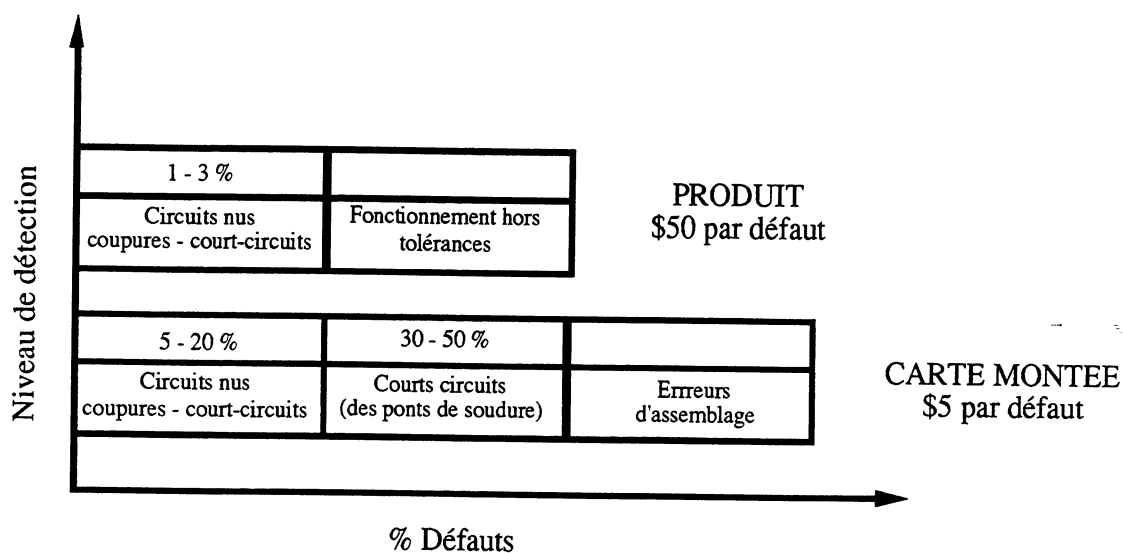 Niveau de détection
1 - 3 %
Circuits nus
coupures - court-circuits
Fonctionnement hors
tolérances
PRODUIT
$50 par défaut
5 - 20 %
30 - 50 %
Circuits nus
coupures - court-circuits
Courts circuits
(des ponts de soudure)
Errreurs
d'assemblage
CARTE MONTEE
$5 par défaut
% Défauts